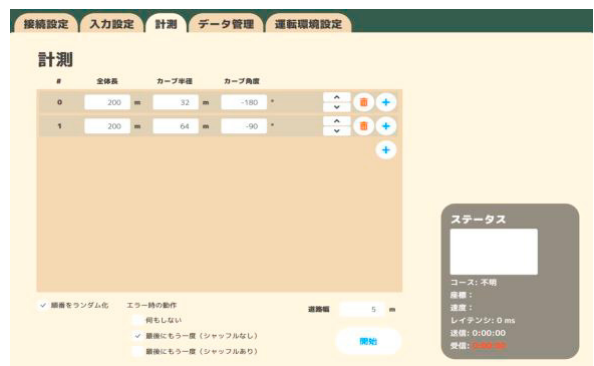 接続設定 入力設定 計測 データ管理 運転環境設定
計測
# 全体長 カーブ半径 カーブ角度
0 200 m 32 m -180 °
1 200 m 64 m -90 °
順番をランダム化 エラー時の動作 道路幅 5 m
何もしない
最後にもう一度（シャッフルなし）
最後にもう一度（シャッフルあり）
開始
ステータス
コース: 不明
座標：
速度：
レイテンシ: 0 ms
送信: 0:00:00
受信: 0:00:00